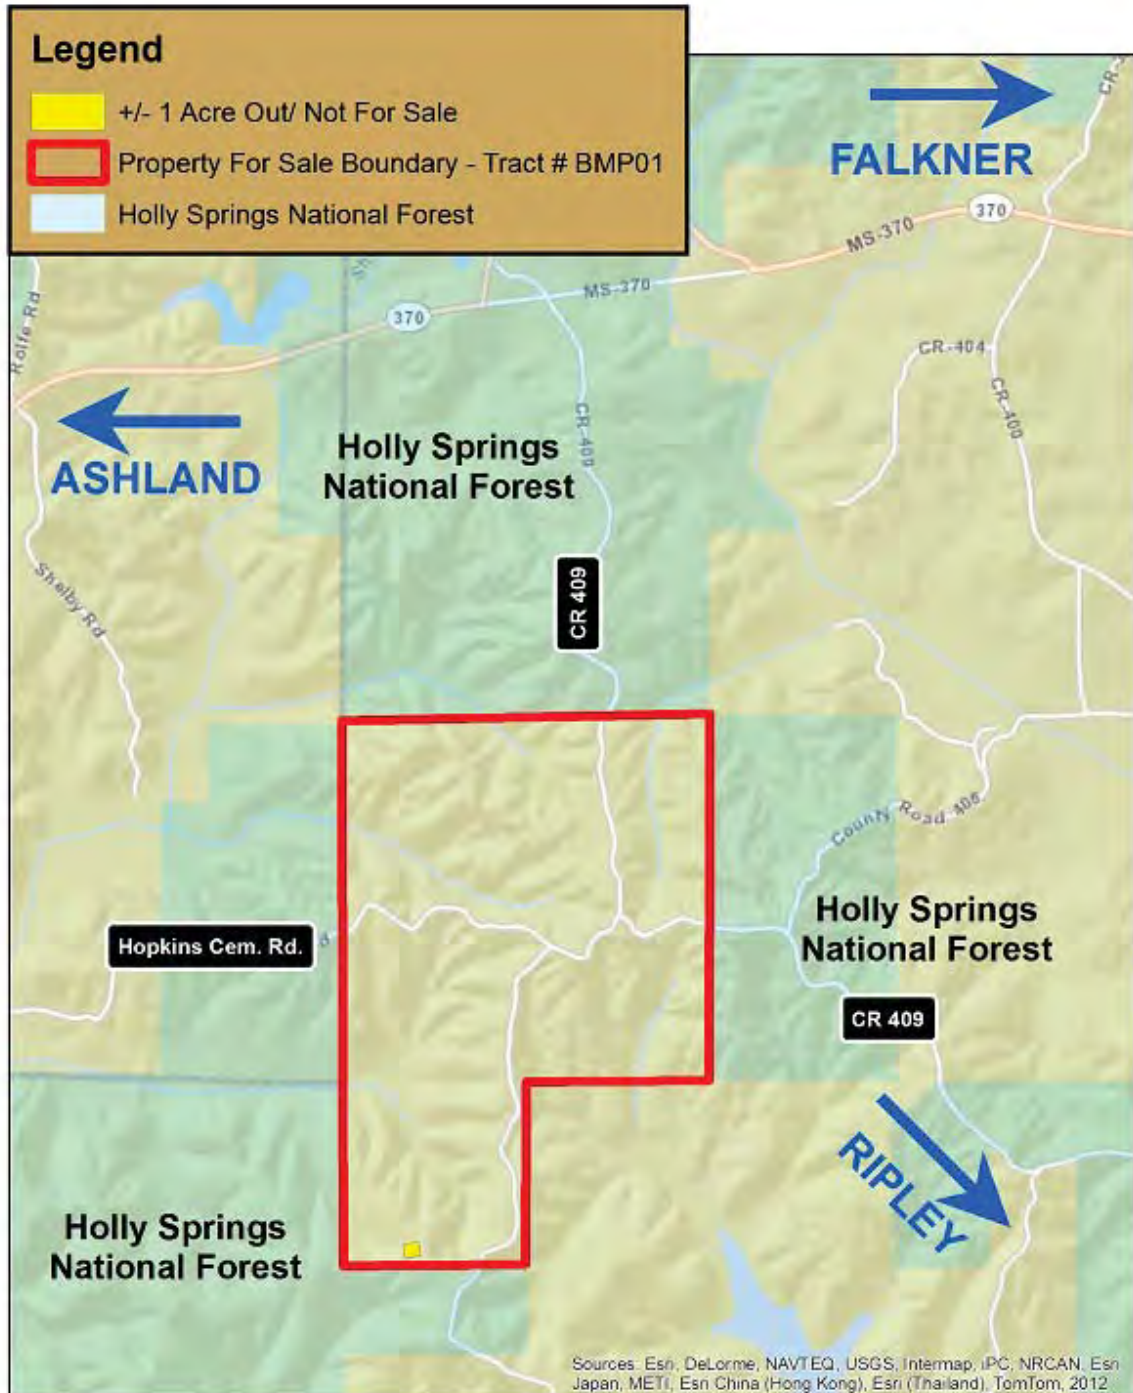 Legend
+/- 1 Acre Out/ Not For Sale
Property For Sale Boundary - Tract # BMP01
Holly Springs National Forest
CR-
FALKNER
370
MS-370
MS-370
370
Rolfe Rd
CR-404
CR-400
CR-409
ASHLAND
Holly Springs
National Forest
Shelby Rd
CR 409
County Road 406
Holly Springs
National Forest
Hopkins Cem. Rd.
d
CR 409
RIPLEY
Holly Springs
National Forest
Sources: Esri, DeLorme, NAVTEQ, USGS, Intermap, iPC, NRCAN, Esri
Japan, METI, Esri China (Hong Kong), Esri (Thailand), TomTom, 2012